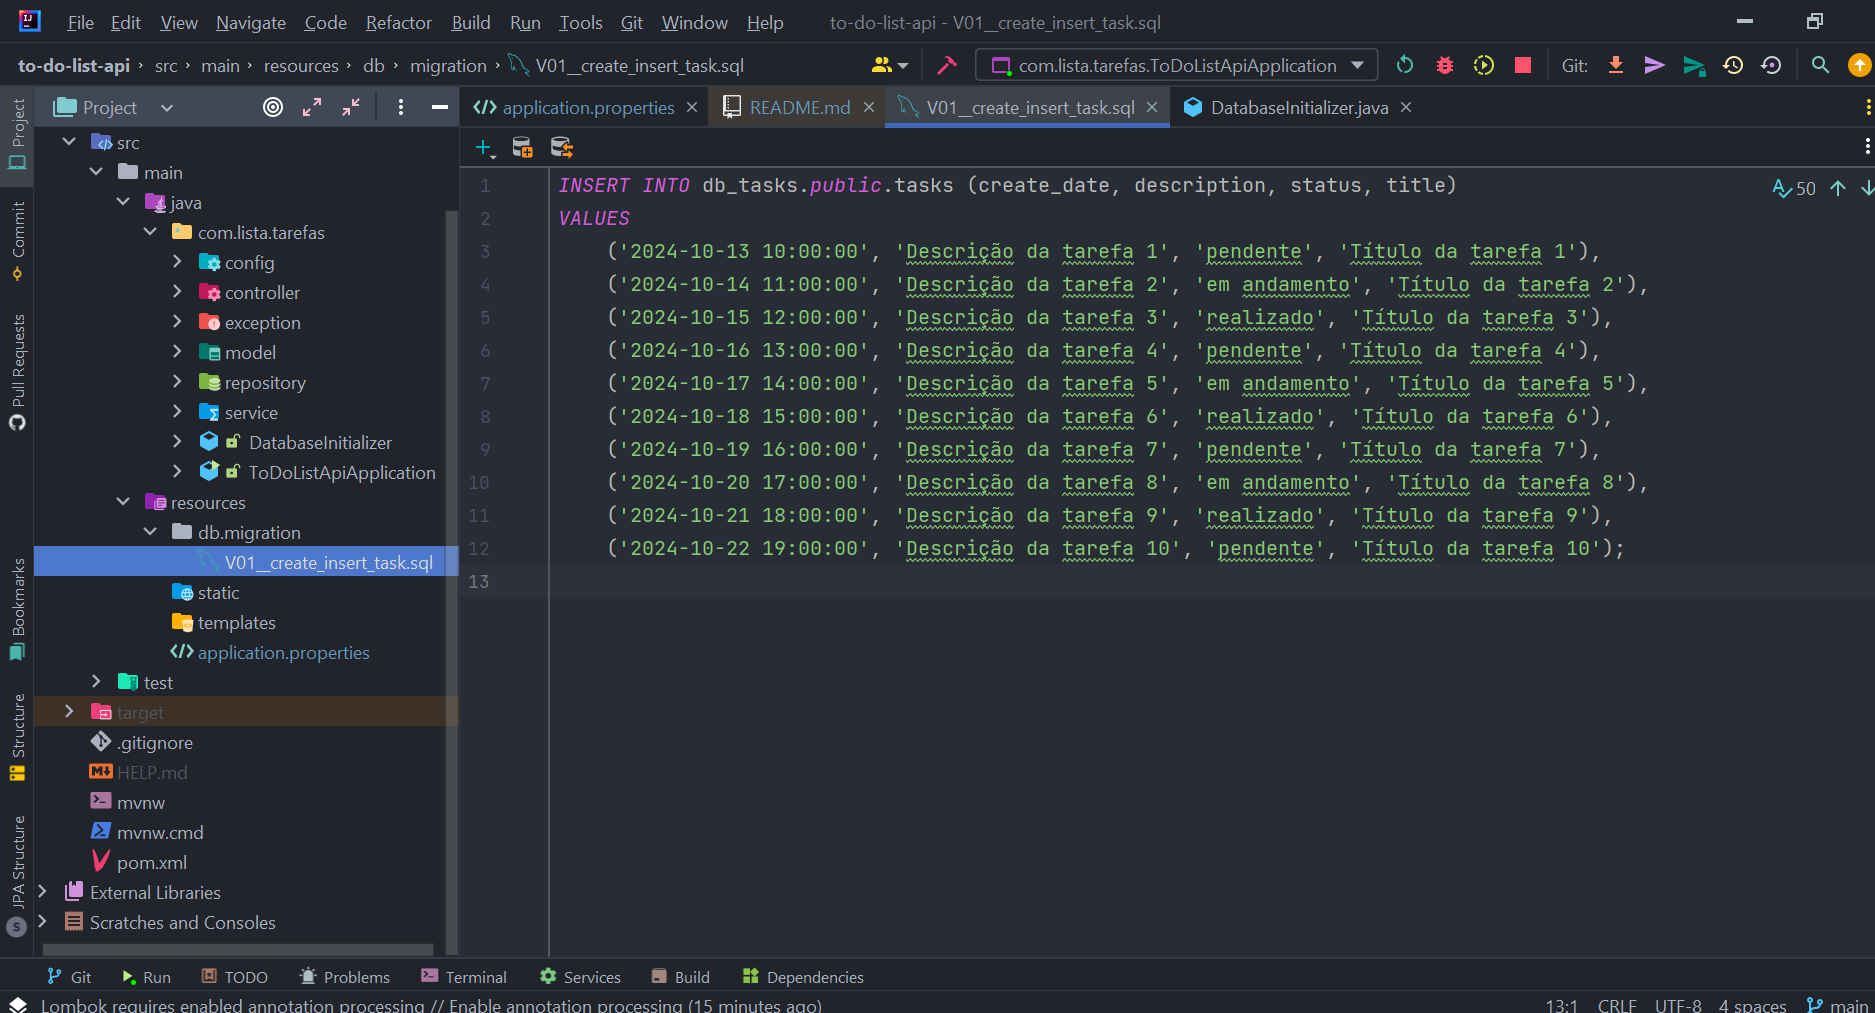 File Edit View Navigate Code Refactor Build Run Tools Git Window Help to-do-list-api - V01__create_insert_task.sql
to-do-list-api › src › main › resources › db › migration › V01__create_insert_task.sql com.lista.tarefas.ToDoListApiApplication Git:
Project
application.properties README.md V01__create_insert_task.sql DatabaseInitializer.java
Project
Commit
Pull Requests
Bookmarks
Structure
JPA Structure
src
main
java
com.lista.tarefas
config
controller
exception
model
repository
service
DatabaseInitializer
ToDoListApiApplication
resources
db.migration
V01__create_insert_task.sql
static
templates
application.properties
test
target
.gitignore
HELP.md
mvnw
mvnw.cmd
pom.xml
External Libraries
Scratches and Consoles
50
1 INSERT INTO db_tasks.public.tasks (create_date, description, status, title)
2 VALUES
3 ('2024-10-13 10:00:00', 'Descrição da tarefa 1', 'pendente', 'Título da tarefa 1'),
4 ('2024-10-14 11:00:00', 'Descrição da tarefa 2', 'em andamento', 'Título da tarefa 2'),
5 ('2024-10-15 12:00:00', 'Descrição da tarefa 3', 'realizado', 'Título da tarefa 3'),
6 ('2024-10-16 13:00:00', 'Descrição da tarefa 4', 'pendente', 'Título da tarefa 4'),
7 ('2024-10-17 14:00:00', 'Descrição da tarefa 5', 'em andamento', 'Título da tarefa 5'),
8 ('2024-10-18 15:00:00', 'Descrição da tarefa 6', 'realizado', 'Título da tarefa 6'),
9 ('2024-10-19 16:00:00', 'Descrição da tarefa 7', 'pendente', 'Título da tarefa 7'),
10 ('2024-10-20 17:00:00', 'Descrição da tarefa 8', 'em andamento', 'Título da tarefa 8'),
11 ('2024-10-21 18:00:00', 'Descrição da tarefa 9', 'realizado', 'Título da tarefa 9'),
12 ('2024-10-22 19:00:00', 'Descrição da tarefa 10', 'pendente', 'Título da tarefa 10');
13
Git Run TODO Problems Terminal Services Build Dependencies
Lombok requires enabled annotation processing // Enable annotation processing (15 minutes ago) 13:1 CRLF UTF-8 4 spaces main